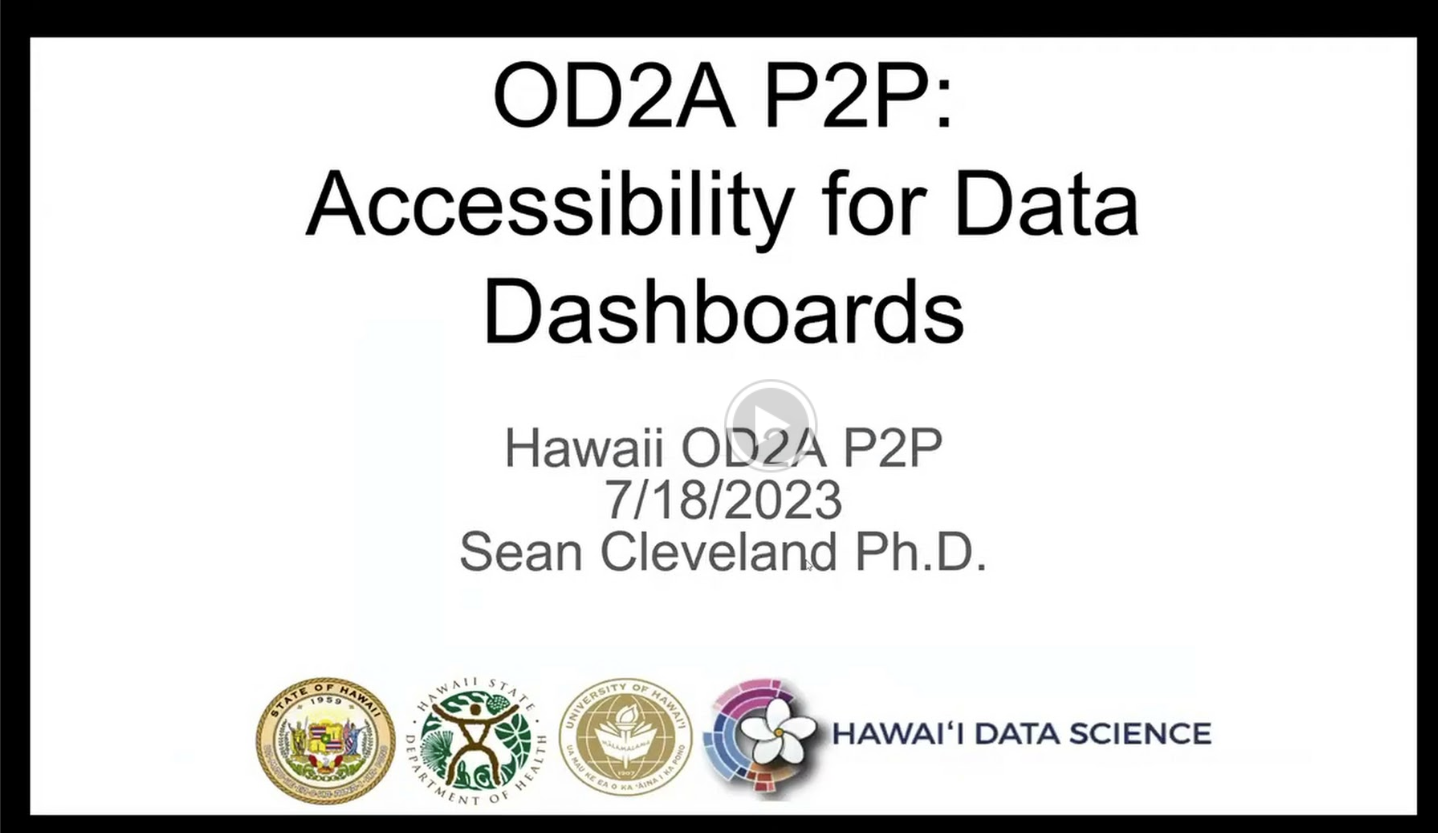 OD2A P2P:
Accessibility for Data
Dashboards
Hawaii OD2A P2P
7/18/2023
Sean Cleveland Ph.D.
STATE OF HAWAII
1959
HAWAII STATE
DEPARTMENT OF HEALTH
UNIVERSITY OF HAWAI‘I
MĀLAMALAMA
1907
UA MAU KE EA O KA ʻĀINA I KA PONO
HAWAIʻI DATA SCIENCE